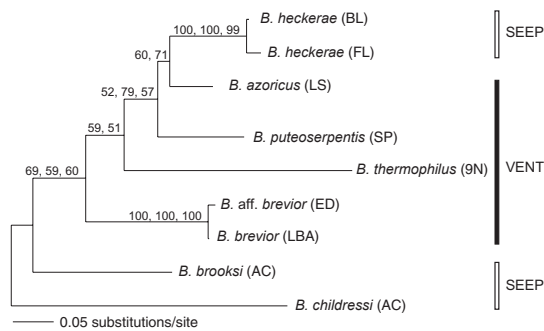 100, 100, 99
B. heckerae (BL)
SEEP
60, 71
B. heckerae (FL)
B. azoricus (LS)
52, 79, 57
59, 51
B. puteoserpentis (SP)
B. thermophilus (9N)
VENT
69, 59, 60
B. aff. brevior (ED)
100, 100, 100
B. brevior (LBA)
B. brooksi (AC)
SEEP
B. childressi (AC)
0.05 substitutions/site